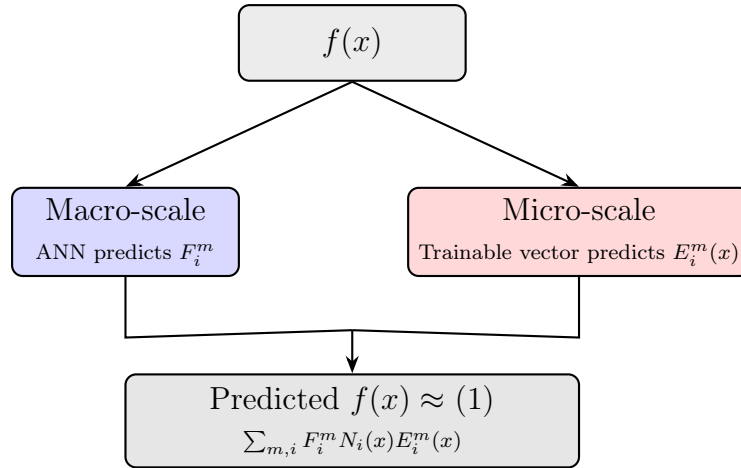 f(x)
Macro-scale
ANN predicts F_i^m
Micro-scale
Trainable vector predicts E_i^m(x)
Predicted f(x) ≈ (1)
∑_{m,i} F_i^m N_i(x) E_i^m(x)